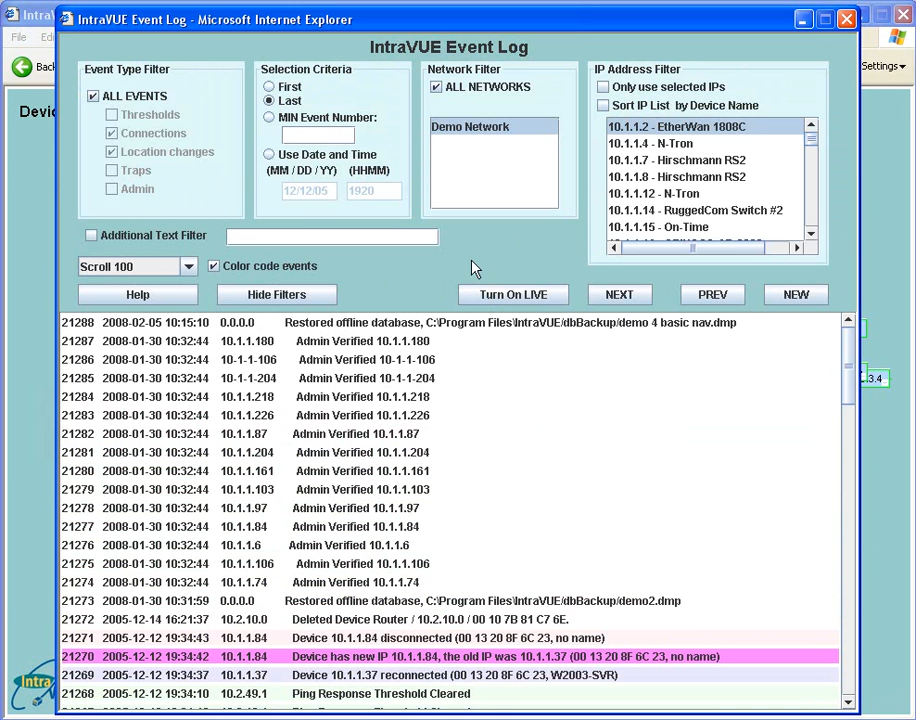 IntraVUE Event Log - Microsoft Internet Explorer
File
Back
Settings
IntraVUE Event Log
Event Type Filter
ALL EVENTS
Thresholds
Connections
Location changes
Traps
Admin
Selection Criteria
First
Last
MIN Event Number:
Use Date and Time
(MM / DD / YY) (HHMM)
12/12/05 1920
Network Filter
ALL NETWORKS
Demo Network
IP Address Filter
Only use selected IPs
Sort IP List by Device Name
10.1.1.2 - EtherWan 1808C
10.1.1.4 - N-Tron
10.1.1.7 - Hirschmann RS2
10.1.1.8 - Hirschmann RS2
10.1.1.12 - N-Tron
10.1.1.14 - RuggedCom Switch #2
10.1.1.15 - On-Time
Additional Text Filter
Scroll 100
Color code events
Help
Hide Filters
Turn On LIVE
NEXT
PREV
NEW
21288 2008-02-05 10:15:10 0.0.0.0 Restored offline database, C:\Program Files\IntraVUE/dbBackup/demo 4 basic nav.dmp
21287 2008-01-30 10:32:44 10.1.1.180 Admin Verified 10.1.1.180
21286 2008-01-30 10:32:44 10-1-1-106 Admin Verified 10-1-1-106
21285 2008-01-30 10:32:44 10-1-1-204 Admin Verified 10-1-1-204
21284 2008-01-30 10:32:44 10.1.1.218 Admin Verified 10.1.1.218
21283 2008-01-30 10:32:44 10.1.1.226 Admin Verified 10.1.1.226
21282 2008-01-30 10:32:44 10.1.1.87 Admin Verified 10.1.1.87
21281 2008-01-30 10:32:44 10.1.1.204 Admin Verified 10.1.1.204
21280 2008-01-30 10:32:44 10.1.1.161 Admin Verified 10.1.1.161
21279 2008-01-30 10:32:44 10.1.1.103 Admin Verified 10.1.1.103
21278 2008-01-30 10:32:44 10.1.1.97 Admin Verified 10.1.1.97
21277 2008-01-30 10:32:44 10.1.1.84 Admin Verified 10.1.1.84
21276 2008-01-30 10:32:44 10.1.1.6 Admin Verified 10.1.1.6
21275 2008-01-30 10:32:44 10.1.1.106 Admin Verified 10.1.1.106
21274 2008-01-30 10:32:44 10.1.1.74 Admin Verified 10.1.1.74
21273 2008-01-30 10:31:59 0.0.0.0 Restored offline database, C:\Program Files\IntraVUE/dbBackup/demo2.dmp
21272 2005-12-14 16:21:37 10.2.10.0 Deleted Device Router / 10.2.10.0 / 00 10 7B 81 C7 6E.
21271 2005-12-12 19:34:43 10.1.1.84 Device 10.1.1.84 disconnected (00 13 20 8F 6C 23, no name)
21270 2005-12-12 19:34:42 10.1.1.84 Device has new IP 10.1.1.84, the old IP was 10.1.1.37 (00 13 20 8F 6C 23, no name)
21269 2005-12-12 19:34:37 10.1.1.37 Device 10.1.1.37 reconnected (00 13 20 8F 6C 23, W2003-SVR)
21268 2005-12-12 19:34:10 10.2.49.1 Ping Response Threshold Cleared